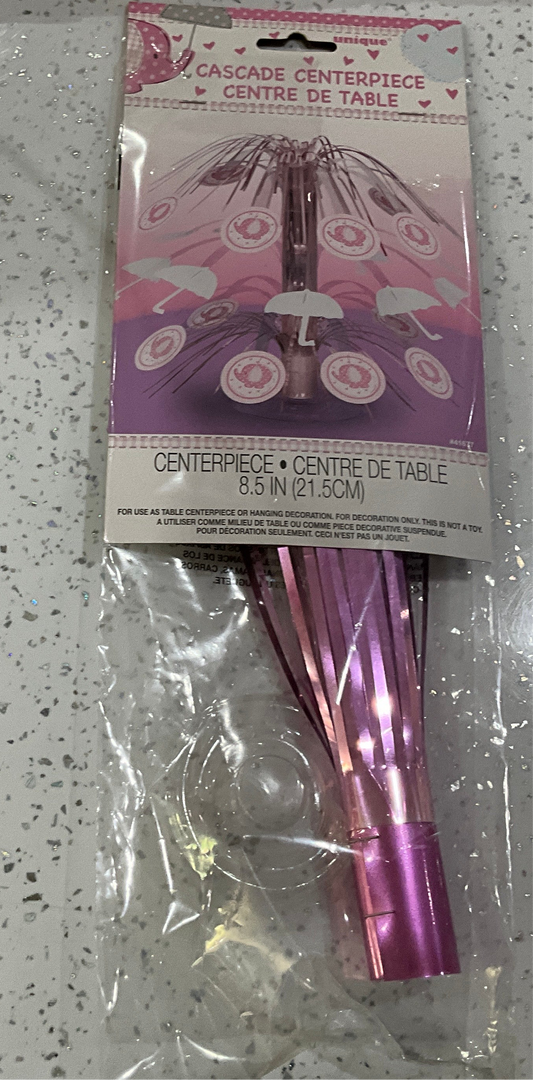 unique
CASCADE CENTERPIECE
CENTRE DE TABLE
CENTERPIECE • CENTRE DE TABLE
8.5 IN (21.5CM)
FOR USE AS TABLE CENTERPIECE OR HANGING DECORATION. FOR DECORATION ONLY. THIS IS NOT A TOY.
A UTILISER COMME MILIEU DE TABLE OU COMME PIECE DECORATIVE SUSPENDUE.
POUR DÉCORATION SEULEMENT. CECI N'EST PAS UN JOUET.